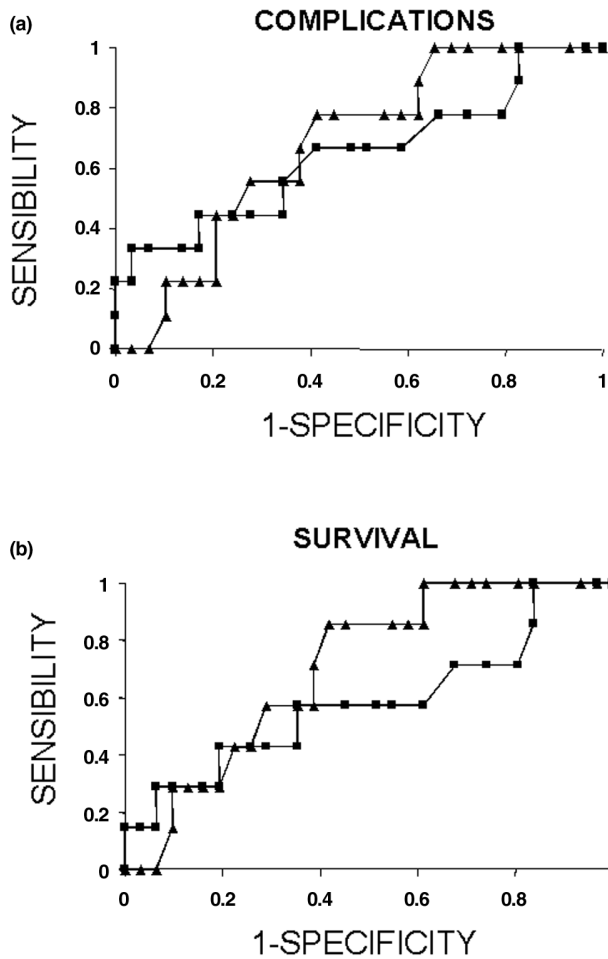 (a)
COMPLICATIONS
1
0.8
0.6
0.4
0.2
0
SENSIBILITY
0 0.2 0.4 0.6 0.8 1
1-SPECIFICITY
(b)
SURVIVAL
1
0.8
0.6
0.4
0.2
0
SENSIBILITY
0 0.2 0.4 0.6 0.8
1-SPECIFICITY